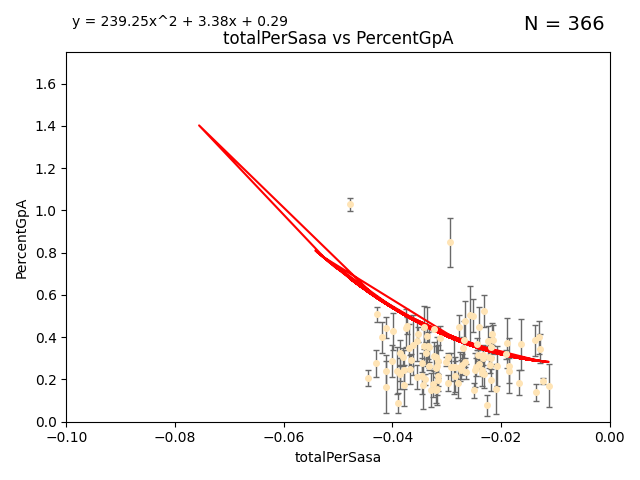 y = 239.25x^2 + 3.38x + 0.29
N = 366
totalPerSasa vs PercentGpA
PercentGpA
1.6
1.4
1.2
1.0
0.8
0.6
0.4
0.2
0.0
−0.10 −0.08 −0.06 −0.04 −0.02 0.00
totalPerSasa